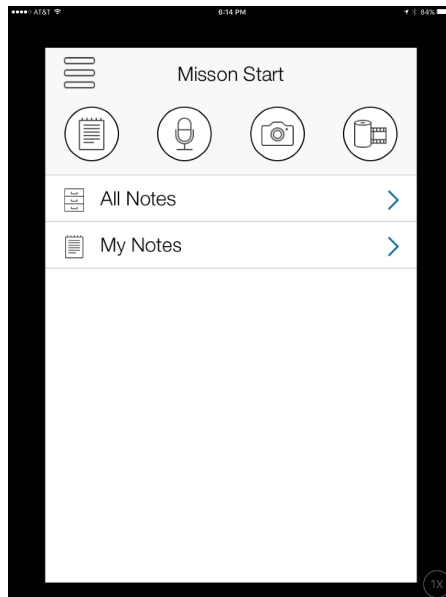 AT&T 6:14 PM 84%
Misson Start
All Notes
My Notes
1X